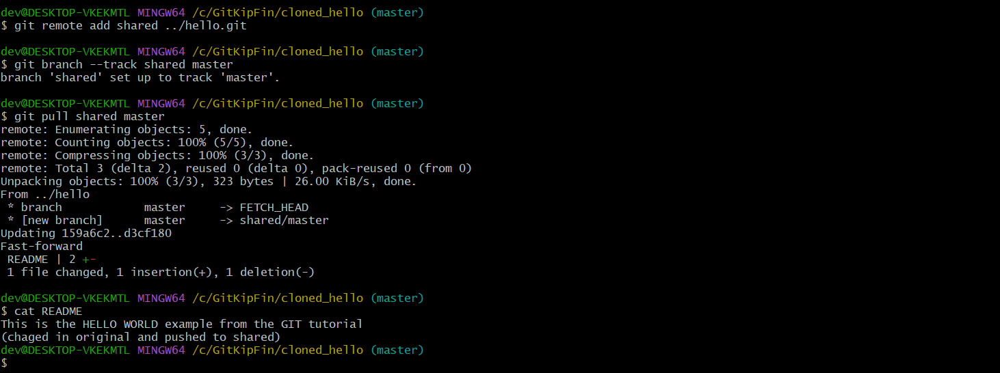 dev@DESKTOP-VKEKMTL MINGW64 /c/GitKipFin/cloned_hello (master)
$ git remote add shared ../hello.git
dev@DESKTOP-VKEKMTL MINGW64 /c/GitKipFin/cloned_hello (master)
$ git branch --track shared master
branch 'shared' set up to track 'master'.
dev@DESKTOP-VKEKMTL MINGW64 /c/GitKipFin/cloned_hello (master)
$ git pull shared master
remote: Enumerating objects: 5, done.
remote: Counting objects: 100% (5/5), done.
remote: Compressing objects: 100% (3/3), done.
remote: Total 3 (delta 2), reused 0 (delta 0), pack-reused 0 (from 0)
Unpacking objects: 100% (3/3), 323 bytes | 26.00 KiB/s, done.
From ../hello
 * branch            master     -> FETCH_HEAD
 * [new branch]      master     -> shared/master
Updating 159a6c2..d3cf180
Fast-forward
 README | 2 +-
 1 file changed, 1 insertion(+), 1 deletion(-)
dev@DESKTOP-VKEKMTL MINGW64 /c/GitKipFin/cloned_hello (master)
$ cat README
This is the HELLO WORLD example from the GIT tutorial
(chaged in original and pushed to shared)
dev@DESKTOP-VKEKMTL MINGW64 /c/GitKipFin/cloned_hello (master)
$